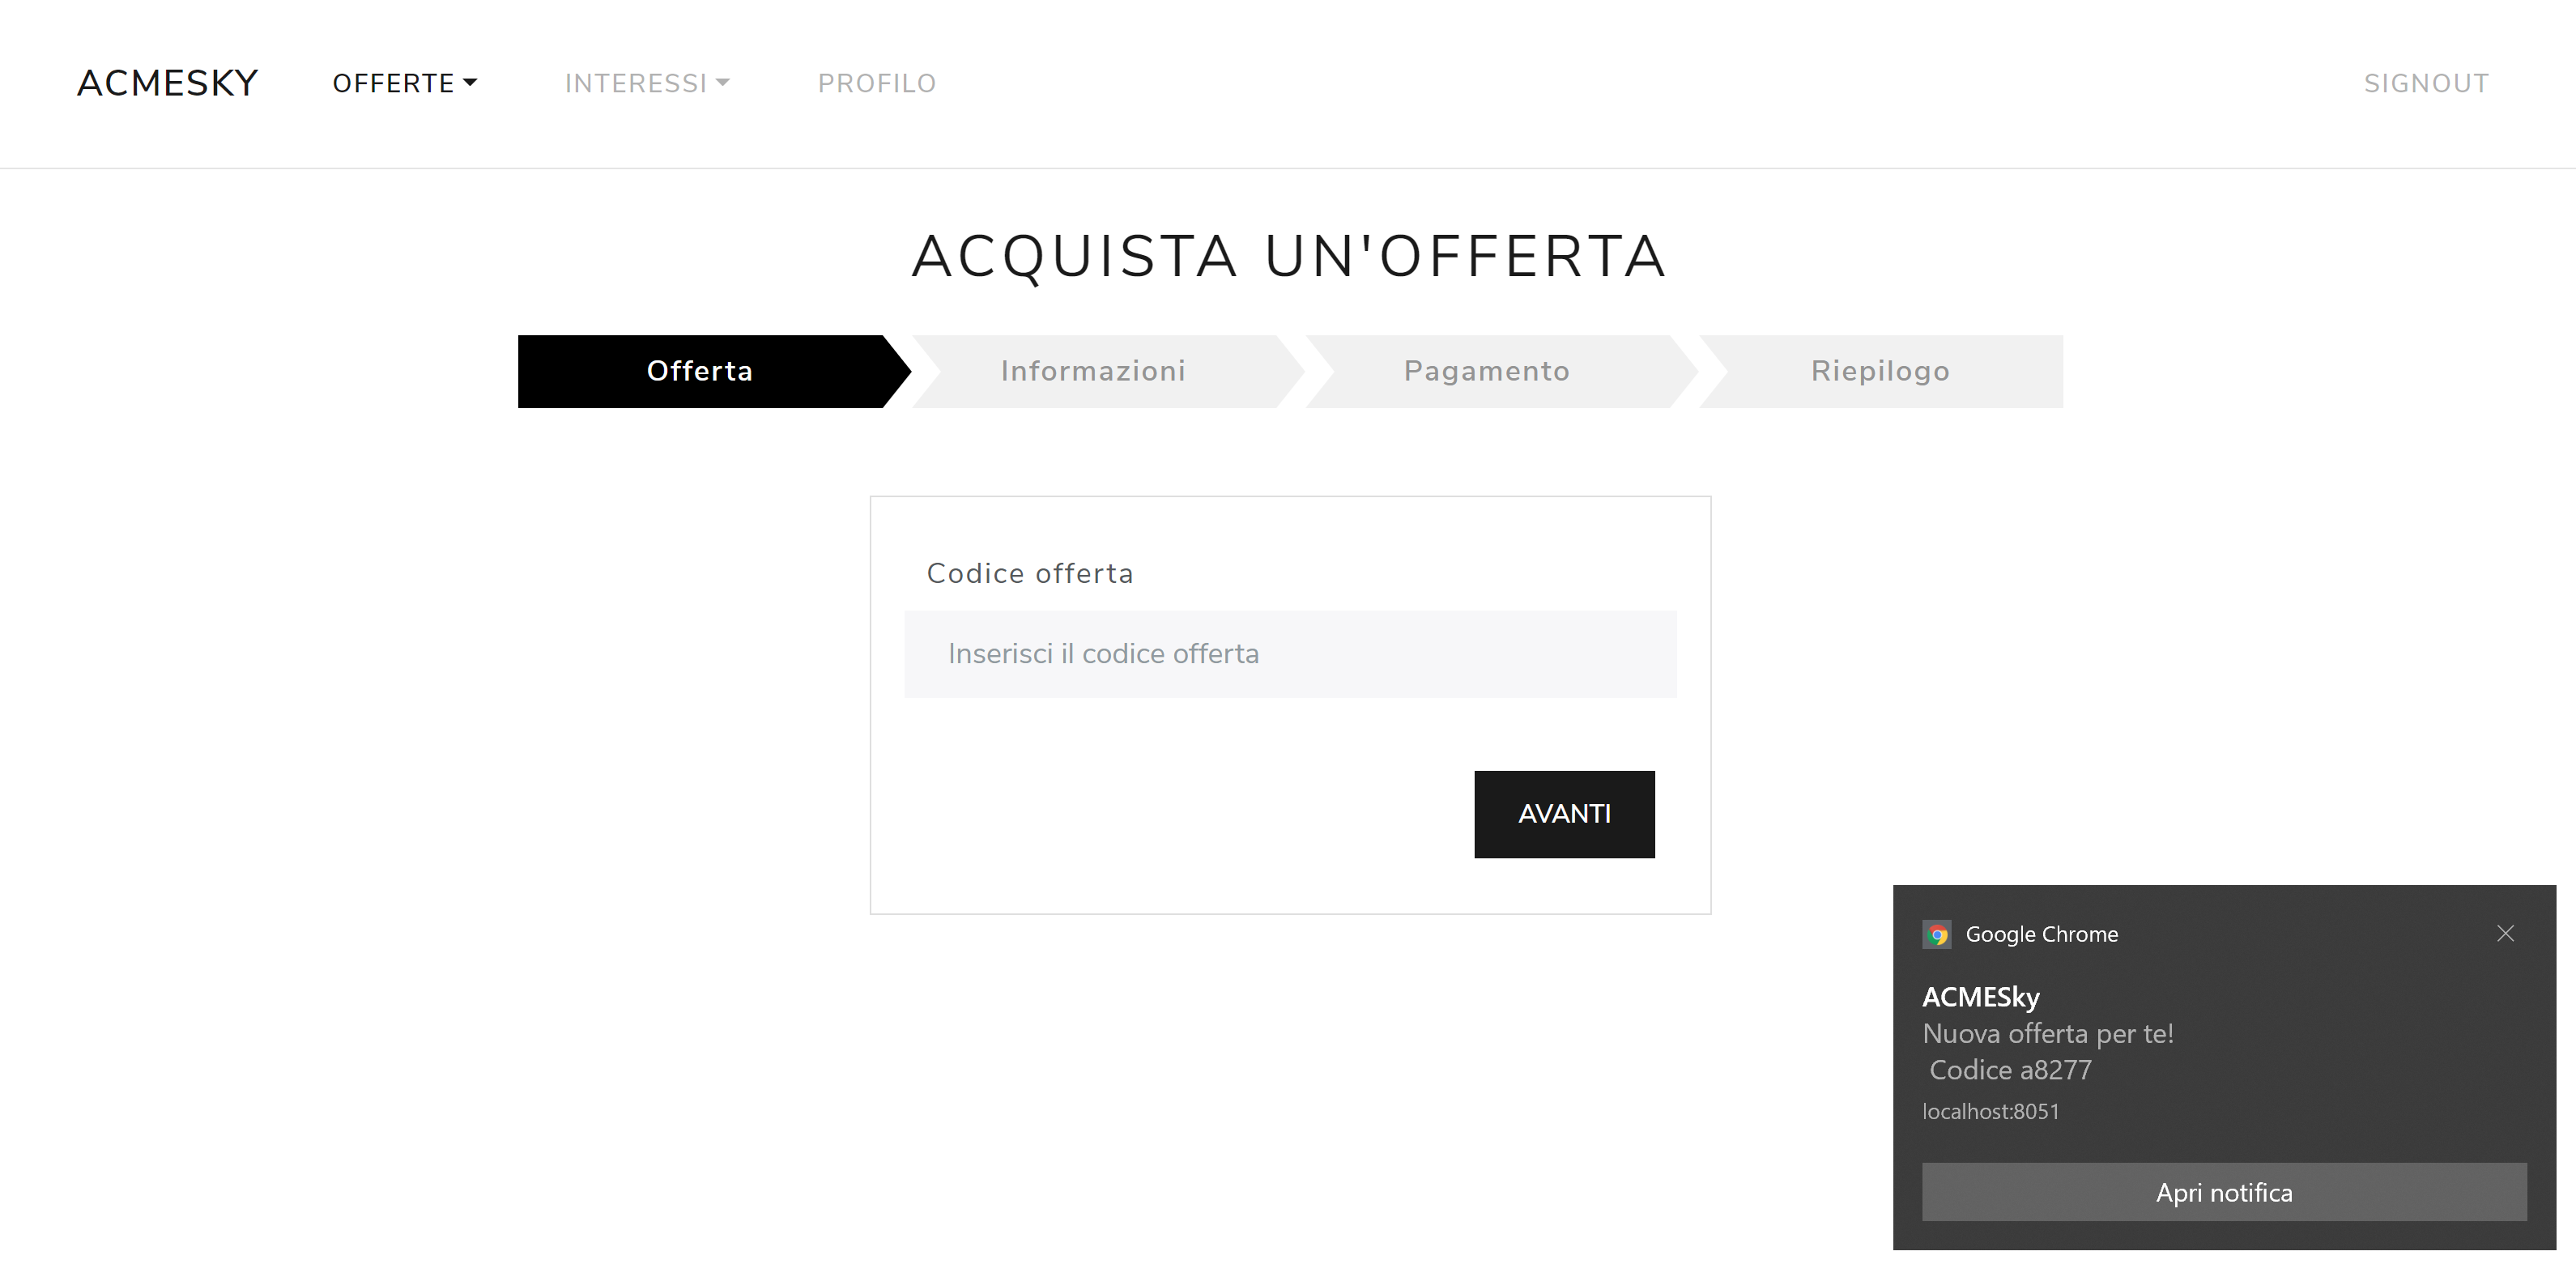 ACMESKY OFFERTE INTERESSI PROFILO SIGNOUT
ACQUISTA UN'OFFERTA
Offerta Informazioni Pagamento Riepilogo
Codice offerta
Inserisci il codice offerta
AVANTI
Google Chrome
ACMESky
Nuova offerta per te!
Codice a8277
localhost:8051
Apri notifica